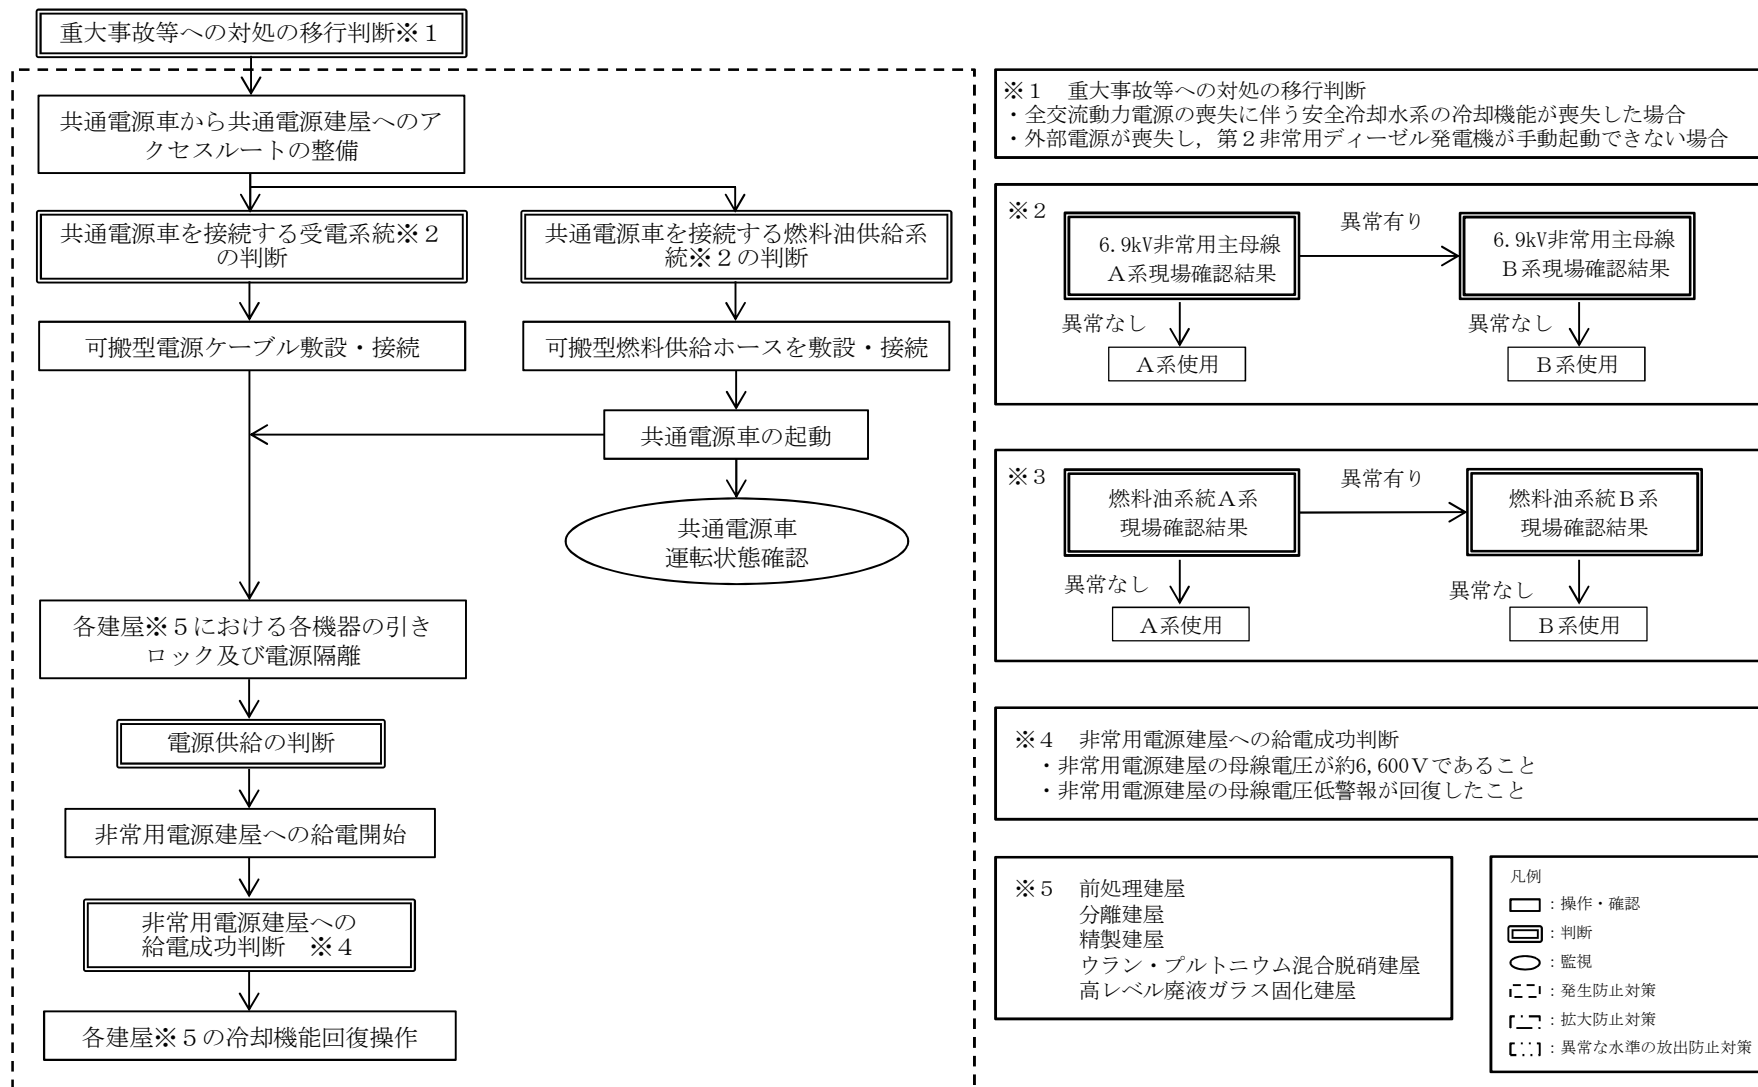 重大事故等への対処の移行判断※１
共通電源車から共通電源建屋へのア
クセスルートの整備
共通電源車を接続する受電系統※２
の判断
共通電源車を接続する燃料油供給系
統※２の判断
可搬型電源ケーブル敷設・接続
可搬型燃料供給ホースを敷設・接続
共通電源車の起動
共通電源車
運転状態確認
各建屋※５における各機器の引き
ロック及び電源隔離
電源供給の判断
非常用電源建屋への給電開始
非常用電源建屋への
給電成功判断　※４
各建屋※５の冷却機能回復操作
※１　重大事故等への対処の移行判断
・全交流動力電源の喪失に伴う安全冷却水系の冷却機能が喪失した場合
・外部電源が喪失し，第２非常用ディーゼル発電機が手動起動できない場合
※２
6.9kV非常用主母線
Ａ系現場確認結果
異常有り
6.9kV非常用主母線
Ｂ系現場確認結果
異常なし
異常なし
Ａ系使用
Ｂ系使用
※３
燃料油系統Ａ系
現場確認結果
異常有り
燃料油系統Ｂ系
現場確認結果
異常なし
異常なし
Ａ系使用
Ｂ系使用
※４　非常用電源建屋への給電成功判断
・非常用電源建屋の母線電圧が約6,600Ｖであること
・非常用電源建屋の母線電圧低警報が回復したこと
※５　前処理建屋
分離建屋
精製建屋
ウラン・プルトニウム混合脱硝建屋
高レベル廃液ガラス固化建屋
凡例
：操作・確認
：判断
：監視
：発生防止対策
：拡大防止対策
：異常な水準の放出防止対策